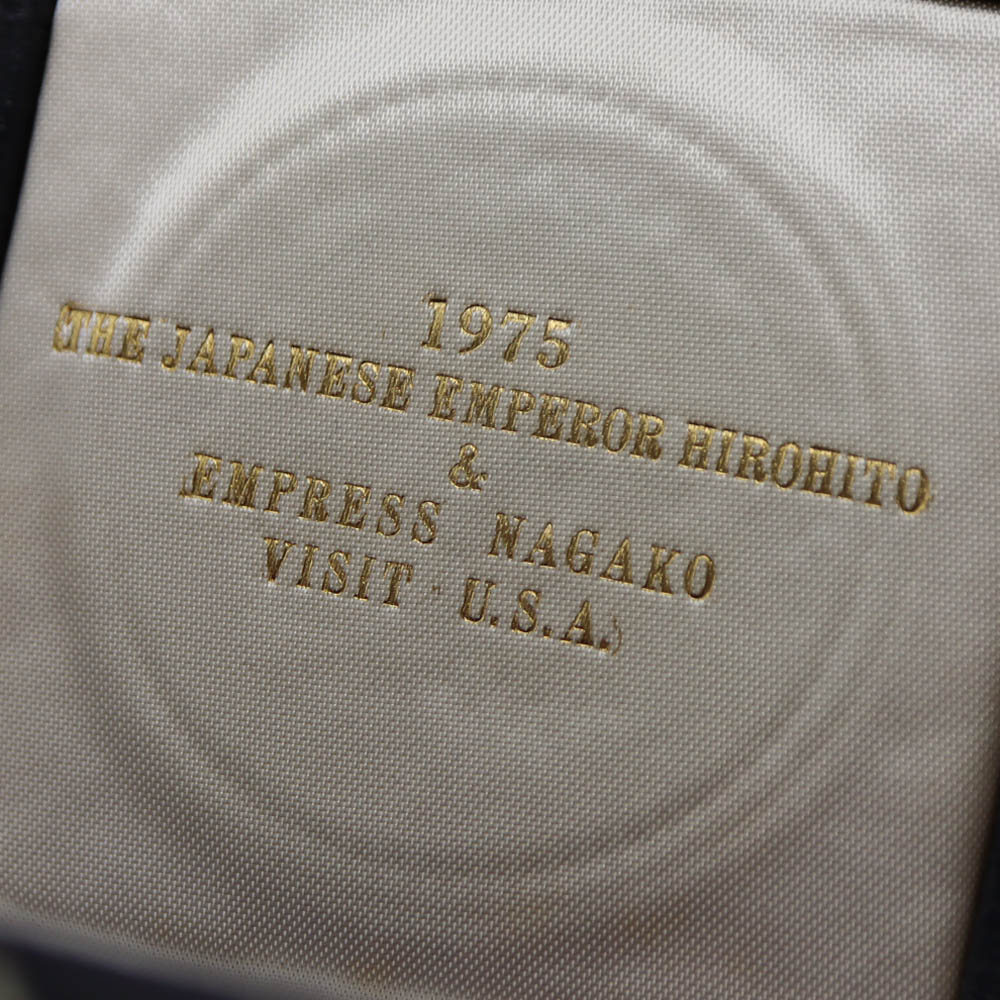 1975
THE JAPANESE EMPEROR HIROHITO
&
EMPRESS NAGAKO
VISIT U.S.A.